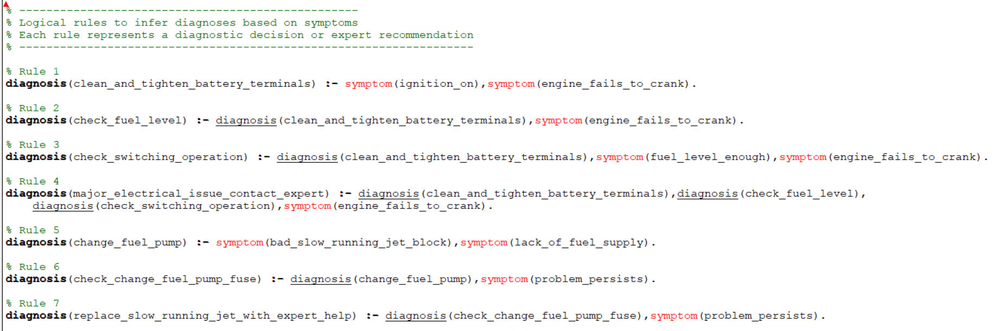 % --------------------------------------------------
% Logical rules to infer diagnoses based on symptoms
% Each rule represents a diagnostic decision or expert recommendation
% -------------------------------------------------------------------
% Rule 1
diagnosis(clean_and_tighten_battery_terminals) :- symptom(ignition_on),symptom(engine_fails_to_crank).
% Rule 2
diagnosis(check_fuel_level) :- diagnosis(clean_and_tighten_battery_terminals),symptom(engine_fails_to_crank).
% Rule 3
diagnosis(check_switching_operation) :- diagnosis(clean_and_tighten_battery_terminals),symptom(fuel_level_enough),symptom(engine_fails_to_crank).
% Rule 4
diagnosis(major_electrical_issue_contact_expert) :- diagnosis(clean_and_tighten_battery_terminals),diagnosis(check_fuel_level),
    diagnosis(check_switching_operation),symptom(engine_fails_to_crank).
% Rule 5
diagnosis(change_fuel_pump) :- symptom(bad_slow_running_jet_block),symptom(lack_of_fuel_supply).
% Rule 6
diagnosis(check_change_fuel_pump_fuse) :- diagnosis(change_fuel_pump),symptom(problem_persists).
% Rule 7
diagnosis(replace_slow_running_jet_with_expert_help) :- diagnosis(check_change_fuel_pump_fuse),symptom(problem_persists).